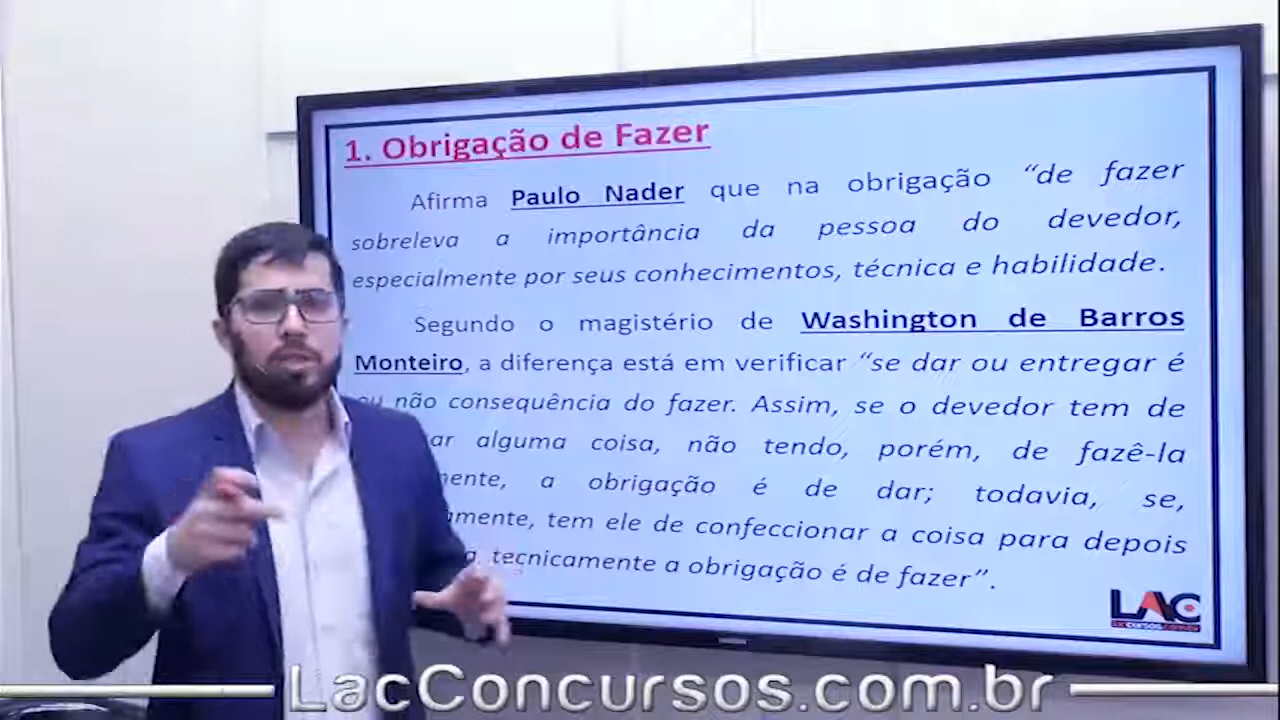 1. Obrigação de Fazer
Afirma Paulo Nader que na obrigação “de fazer
sobreleva a importância da pessoa do devedor,
especialmente por seus conhecimentos, técnica e habilidade.
Segundo o magistério de Washington de Barros
Monteiro, a diferença está em verificar “se dar ou entregar é
ou não consequência do fazer. Assim, se o devedor tem de
alguma coisa, não tendo, porém, de fazê-la
a obrigação é de dar; todavia, se,
tem ele de confeccionar a coisa para depois
tecnicamente a obrigação é de fazer”.
LAC
LacConcursos.com.br